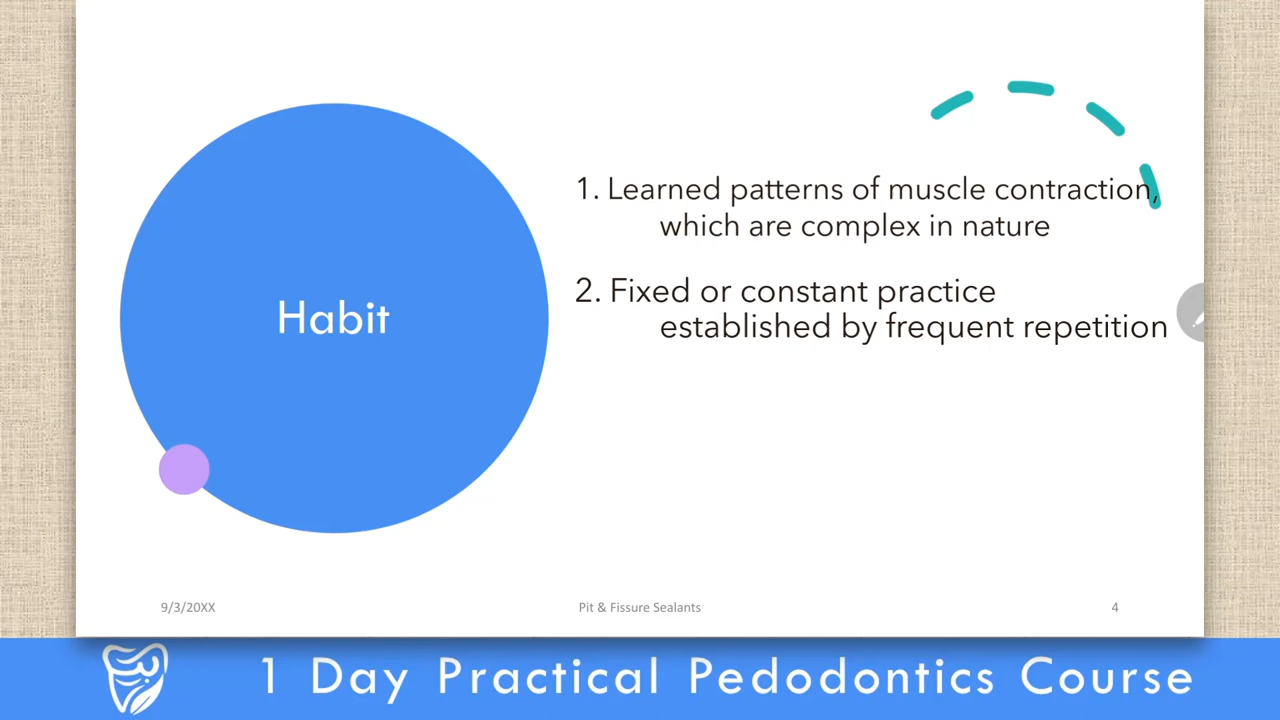 Habit
1. Learned patterns of muscle contraction,
which are complex in nature
2. Fixed or constant practice
established by frequent repetition
9/3/20XX
Pit & Fissure Sealants
4
1 Day Practical Pedodontics Course